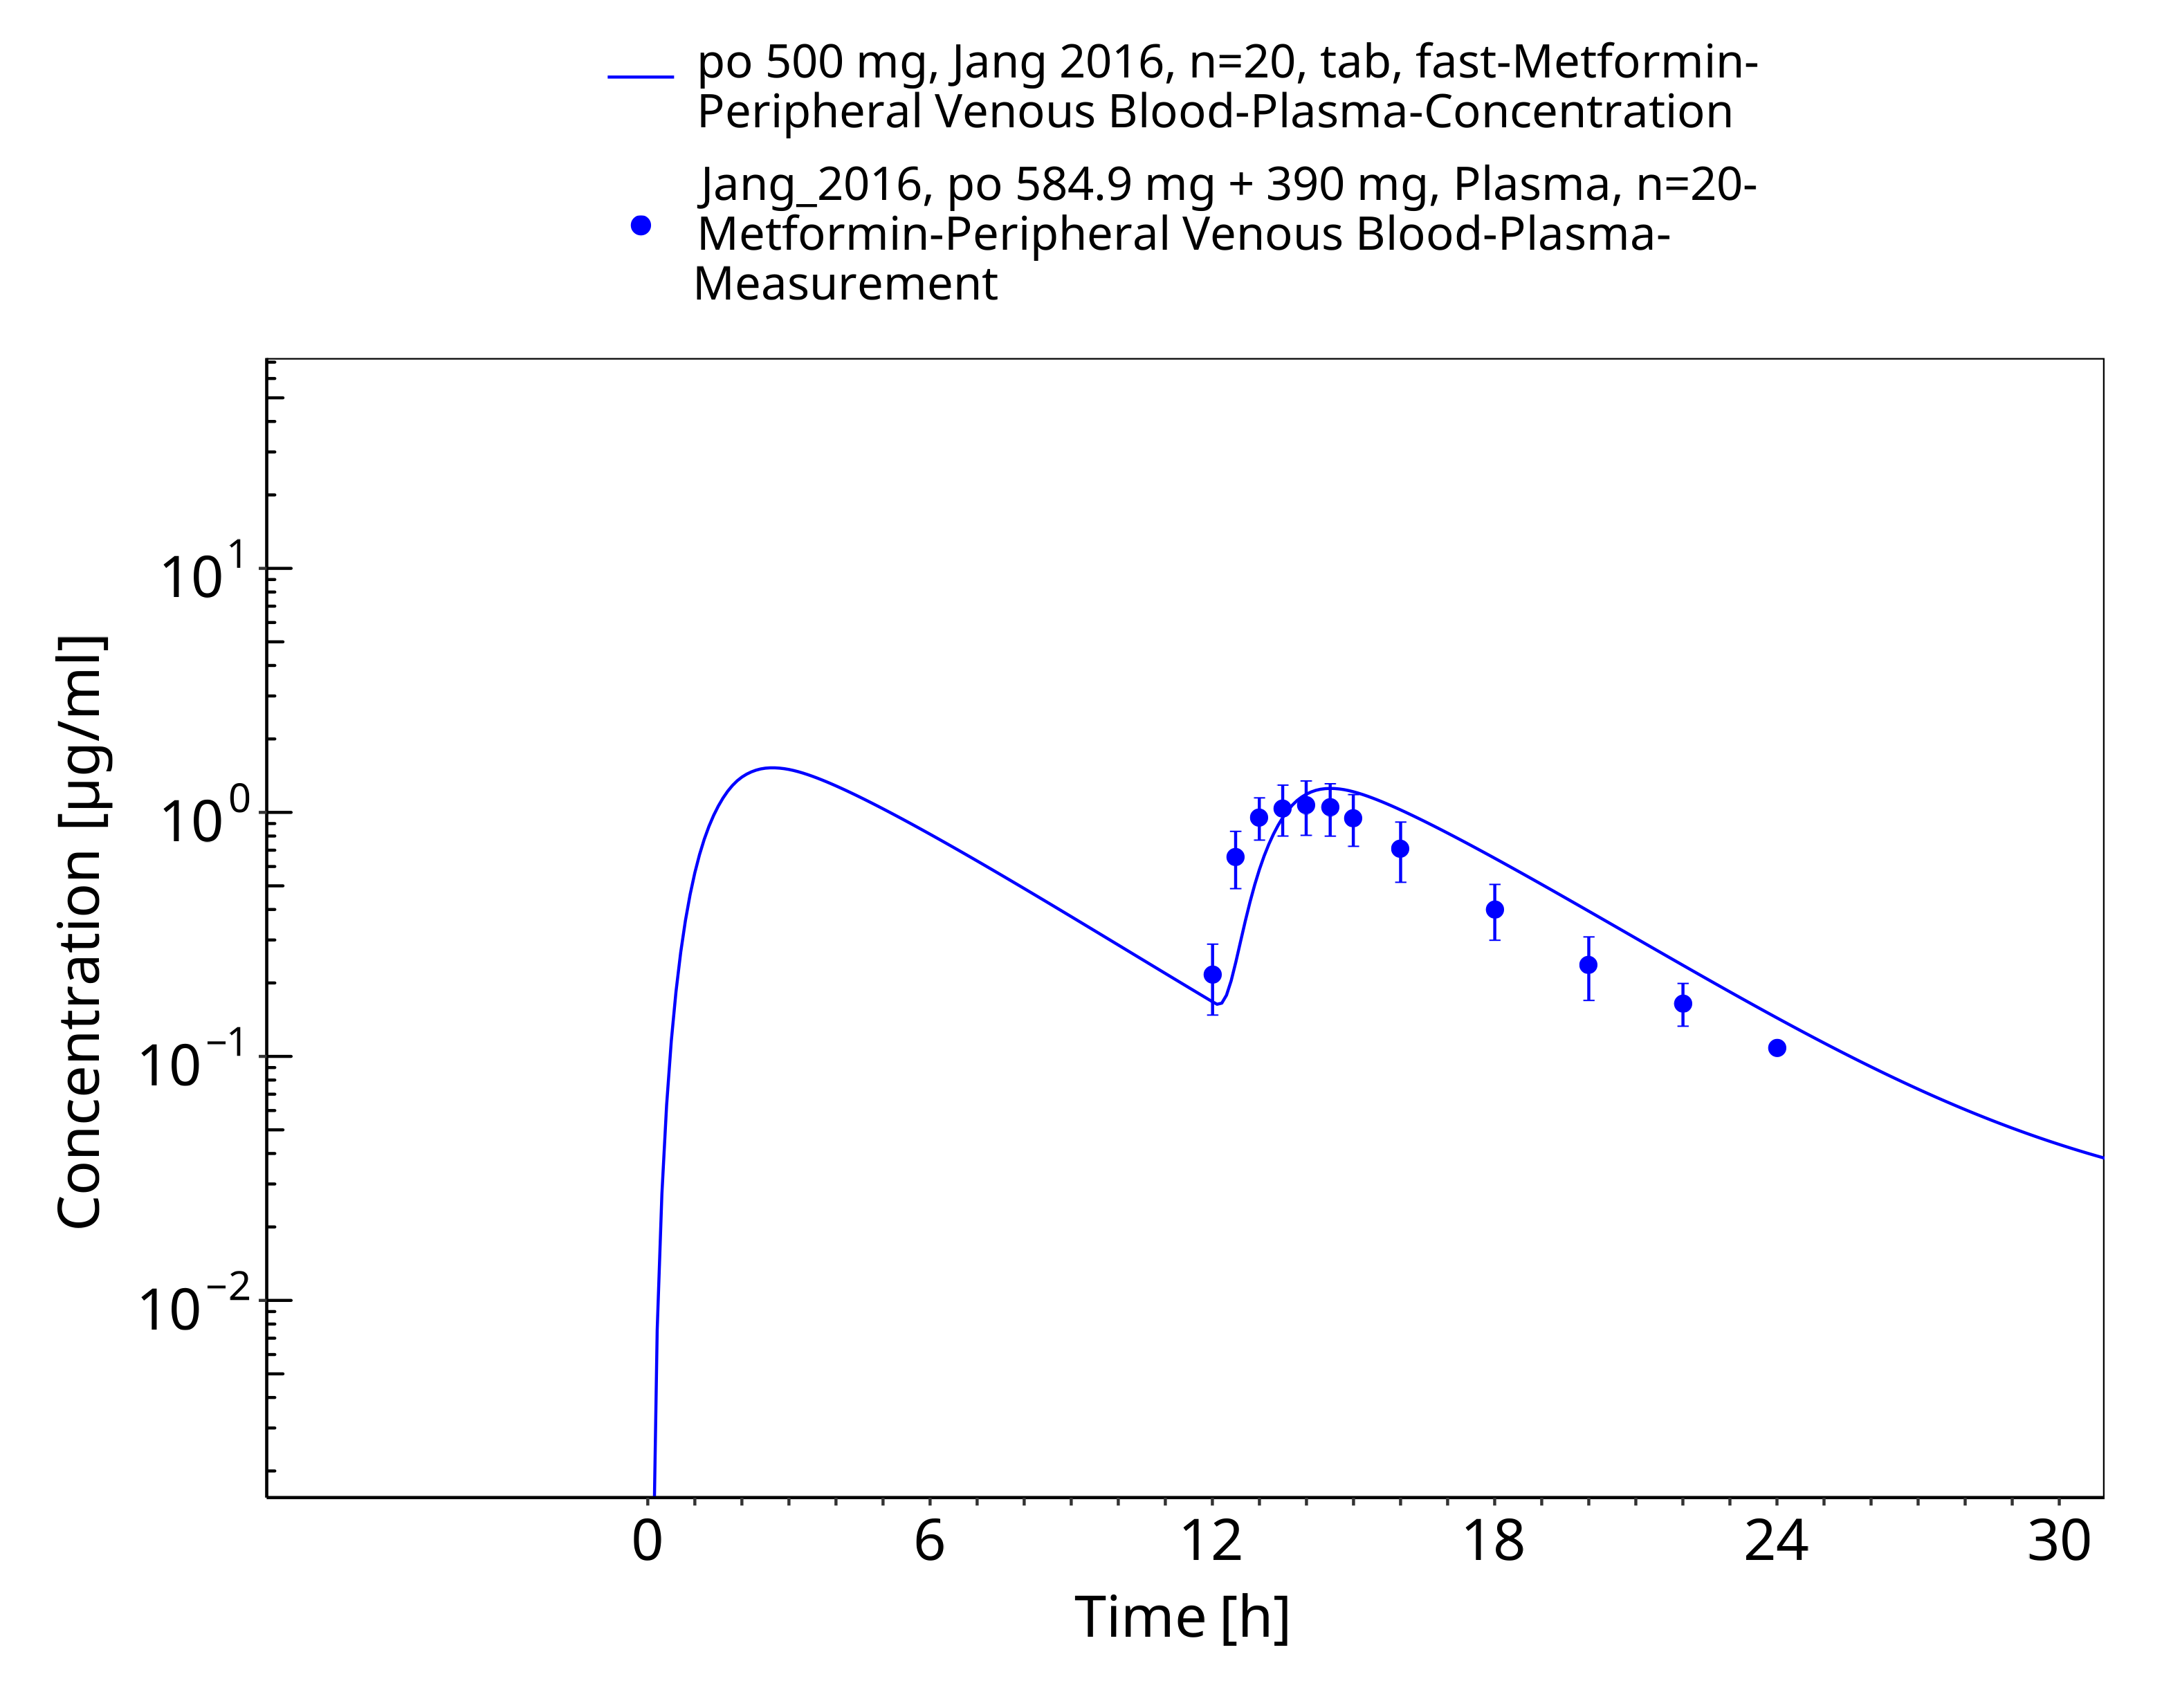 po 500 mg, Jang 2016, n=20, tab, fast-Metformin-
Peripheral Venous Blood-Plasma-Concentration
Jang_2016, po 584.9 mg + 390 mg, Plasma, n=20-
Metformin-Peripheral Venous Blood-Plasma-
Measurement
Concentration [µg/ml]
10^1
10^0
10^−1
10^−2
0 6 12 18 24 30
Time [h]